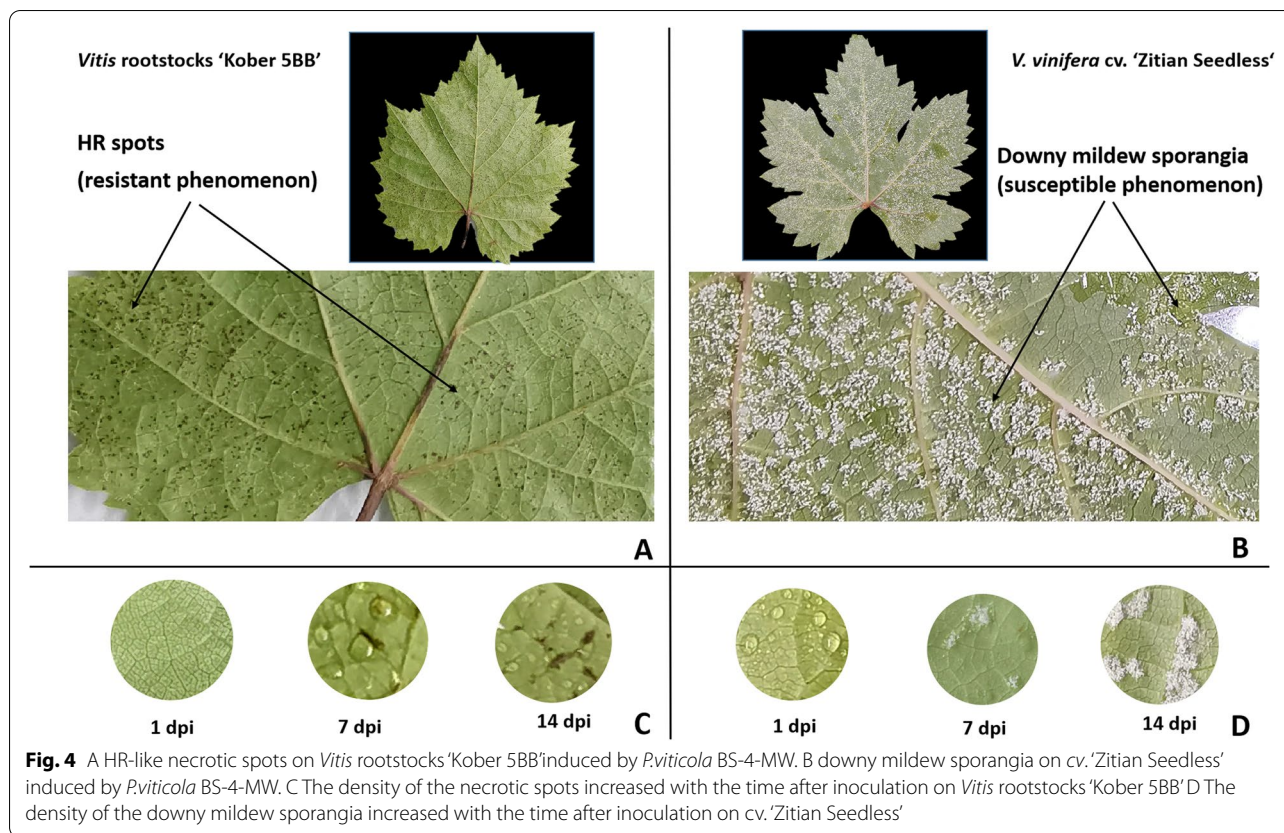 Vitis rootstocks ‘Kober 5BB’
HR spots
(resistant phenomenon)
A
V. vinifera cv. ‘Zitian Seedless‘
Downy mildew sporangia
(susceptible phenomenon)
B
1 dpi
7 dpi
14 dpi
C
1 dpi
7 dpi
14 dpi
D
Fig. 4 A HR-like necrotic spots on Vitis rootstocks ‘Kober 5BB’induced by P.viticola BS-4-MW. B downy mildew sporangia on cv. ‘Zitian Seedless’
induced by P.viticola BS-4-MW. C The density of the necrotic spots increased with the time after inoculation on Vitis rootstocks ‘Kober 5BB’ D The
density of the downy mildew sporangia increased with the time after inoculation on cv. ‘Zitian Seedless’